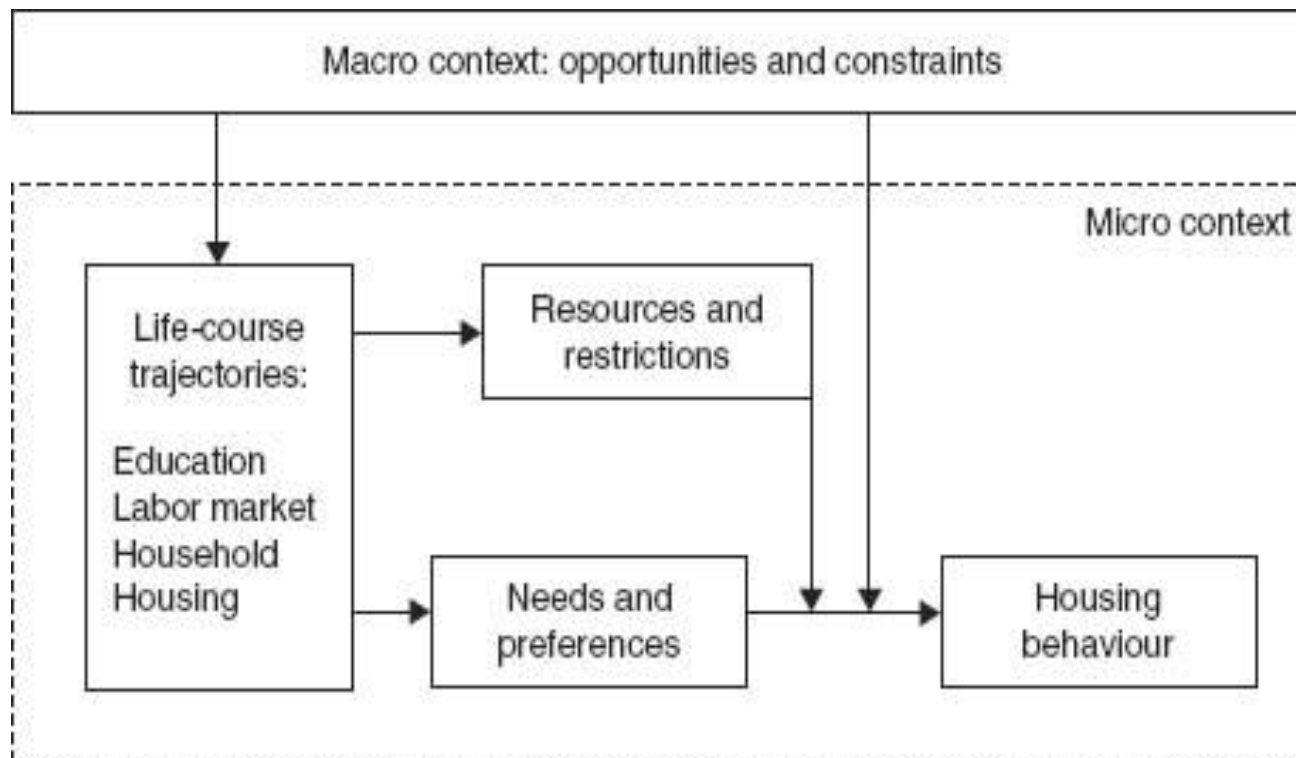 Macro context: opportunities and constraints
Micro context
Life-course
trajectories:
Education
Labor market
Household
Housing
Resources and
restrictions
Needs and
preferences
Housing
behaviour